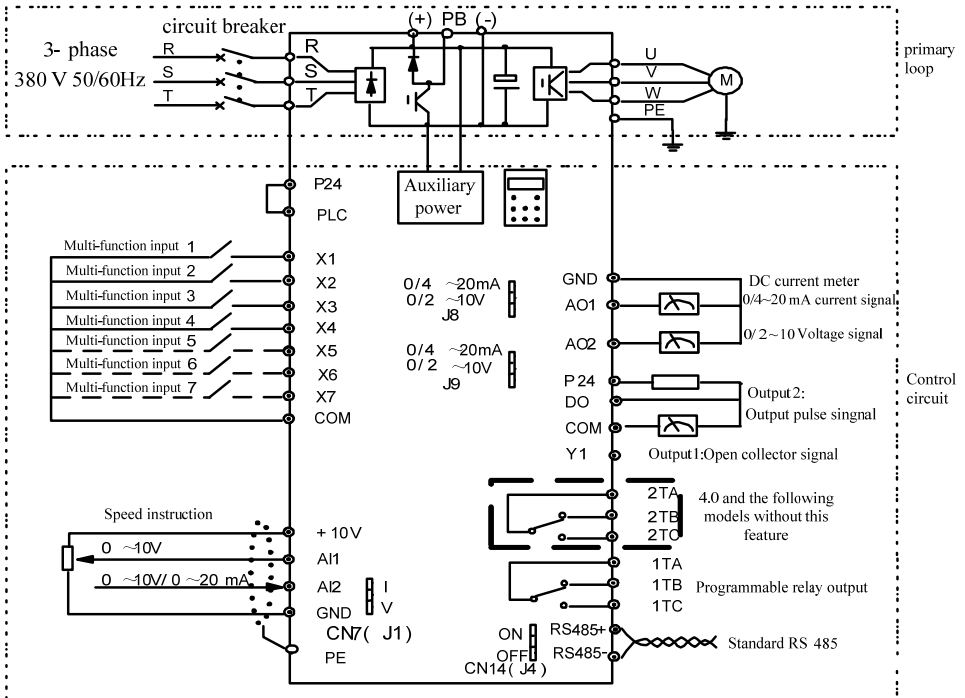 circuit breaker
(+) PB (-)
3- phase
380 V 50/60Hz
R
S
T
R
S
T
U
V
W
PE
M
primary
loop
Auxiliary
power
P24
PLC
Multi-function input 1
Multi-function input 2
Multi-function input 3
Multi-function input 4
Multi-function input 5
Multi-function input 6
Multi-function input 7
X1
X2
X3
X4
X5
X6
X7
COM
0/4 ~20mA
0/2 ~10V
J8
0/4 ~20mA
0/2 ~10V
J9
GND
AO1
AO2
P24
DO
COM
Y1
DC current meter
0/4~20 mA current signal
0/ 2~10 Voltage signal
Output 2:
Output pulse singnal
Output1:Open collector signal
Control
circuit
2TA
2TB
2TC
4.0 and the following
models without this
feature
1TA
1TB
1TC
Programmable relay output
Speed instruction
0 ~10V
0 ~10V/ 0 ~20 mA
+ 10V
AI1
AI2
GND
PE
I
V
CN7( J1)
ON
OFF
CN14( J4)
RS485+
RS485-
Standard RS 485